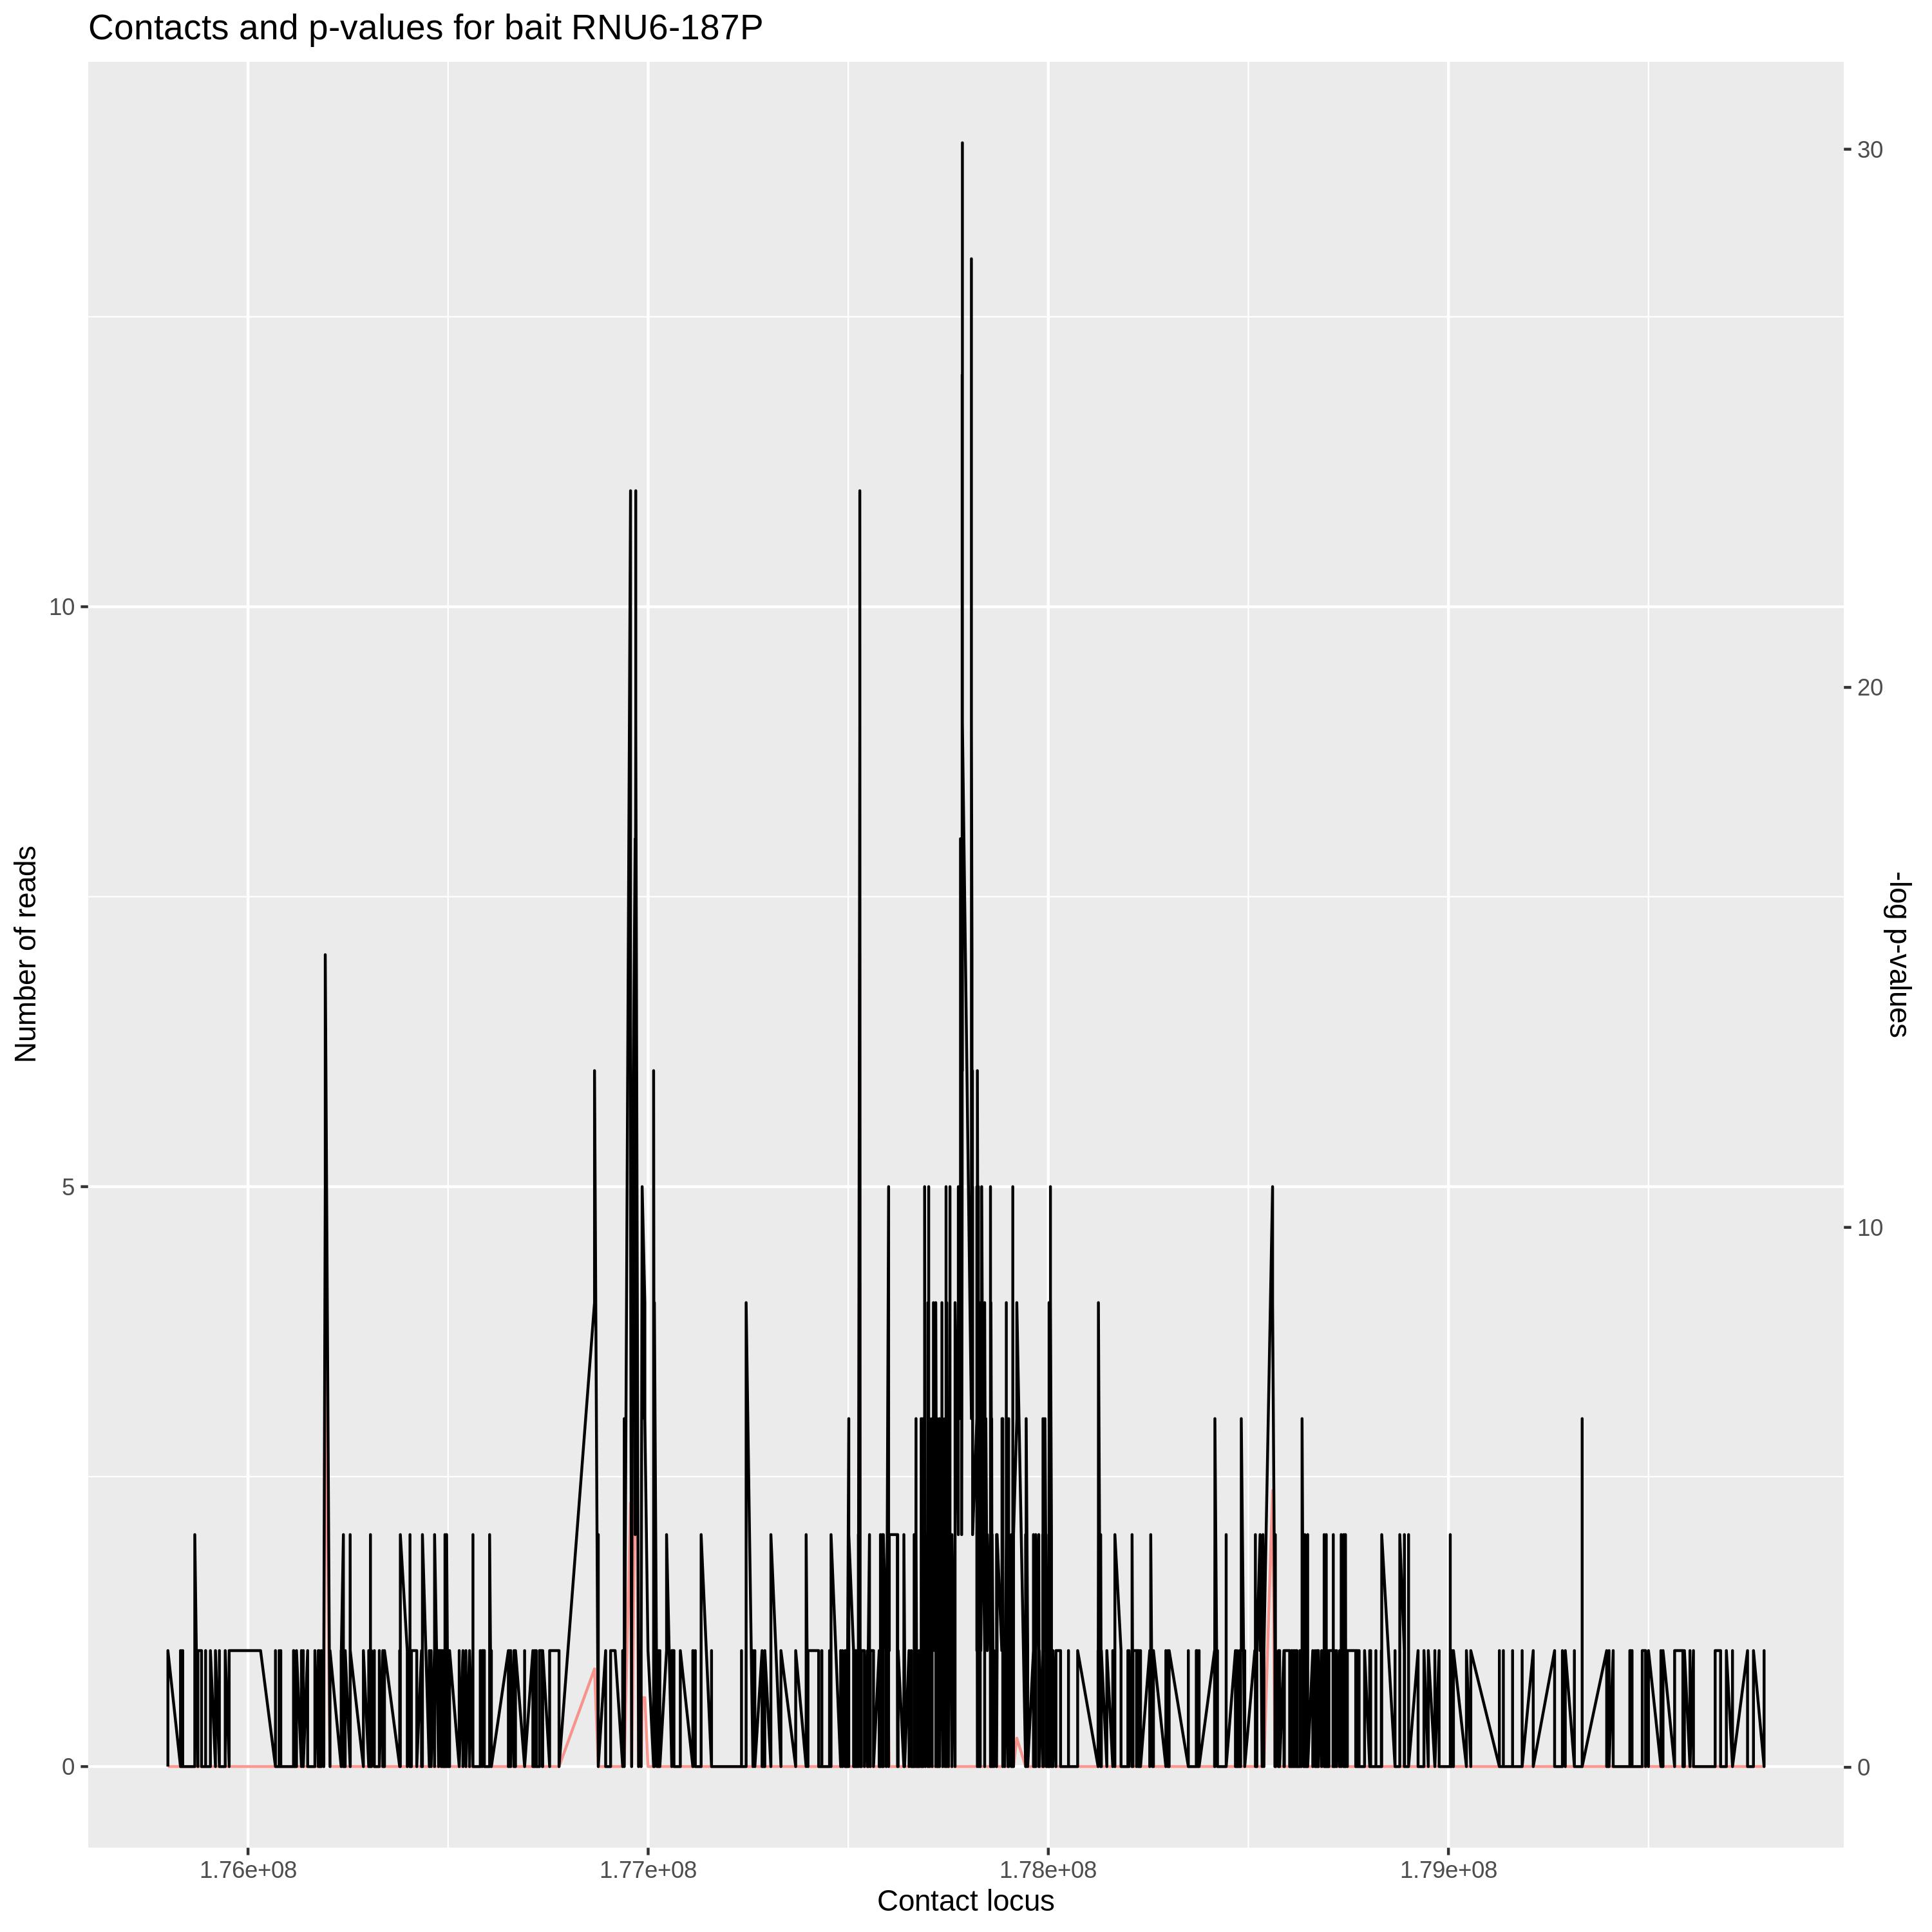 Contacts and p-values for bait RNU6-187P
30
10
20
Number of reads
-log p-values
5
10
0
0
1.76e+08 1.77e+08 1.78e+08 1.79e+08
Contact locus